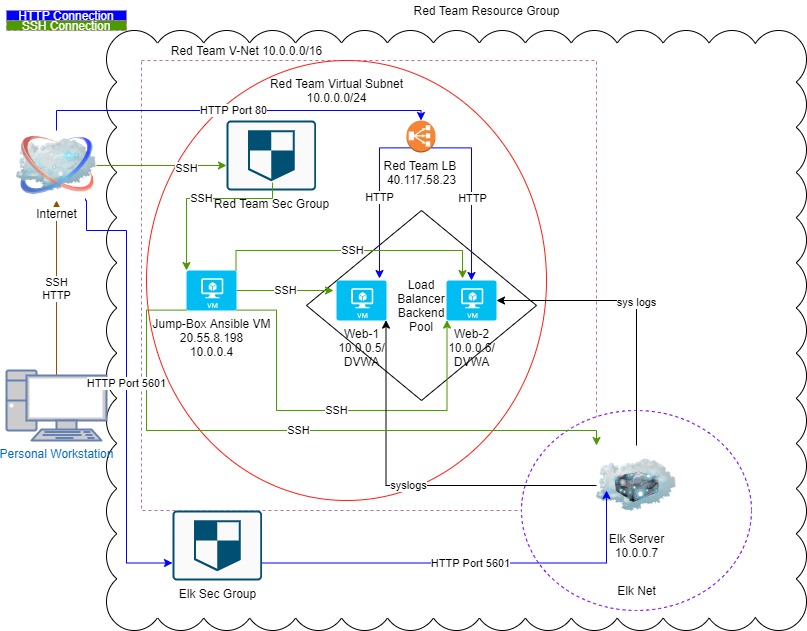 HTTP Connection
SSH Connection
Red Team Resource Group
Red Team V-Net 10.0.0.0/16
Red Team Virtual Subnet
10.0.0.0/24
HTTP Port 80
SSH
Red Team LB
40.117.58.23
SSH
Red Team Sec Group
HTTP
HTTP
Internet
SSH
SSH
HTTP
SSH
VM
VM
VM
Load
Balancer
Backend
Pool
sys logs
Jump-Box Ansible VM
20.55.8.198
10.0.0.4
Web-1
10.0.0.5/
DVWA
Web-2
10.0.0.6/
DVWA
HTTP Port 5601
SSH
SSH
Personal Workstation
syslogs
Elk Server
10.0.0.7
HTTP Port 5601
Elk Sec Group
Elk Net